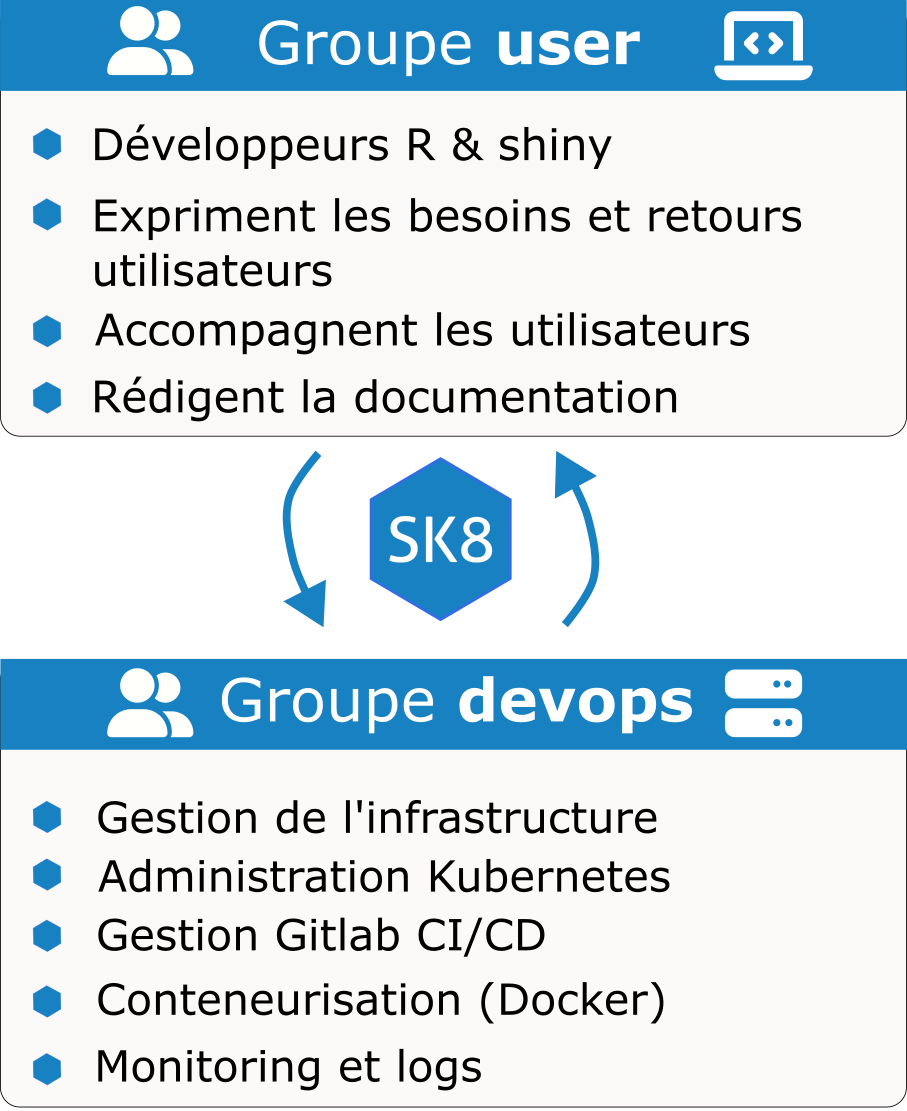 Groupe user
Développeurs R & shiny
Expriment les besoins et retours
utilisateurs
Accompagnent les utilisateurs
Rédigent la documentation
SK8
Groupe devops
Gestion de l'infrastructure
Administration Kubernetes
Gestion Gitlab CI/CD
Conteneurisation (Docker)
Monitoring et logs